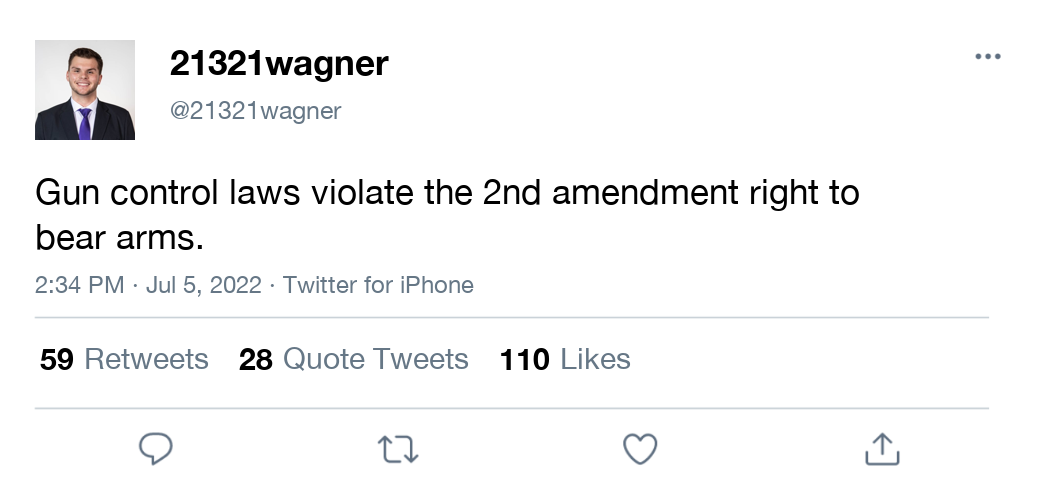 21321wagner
@21321wagner
Gun control laws violate the 2nd amendment right to
bear arms.
2:34 PM · Jul 5, 2022 · Twitter for iPhone
59 Retweets 28 Quote Tweets 110 Likes